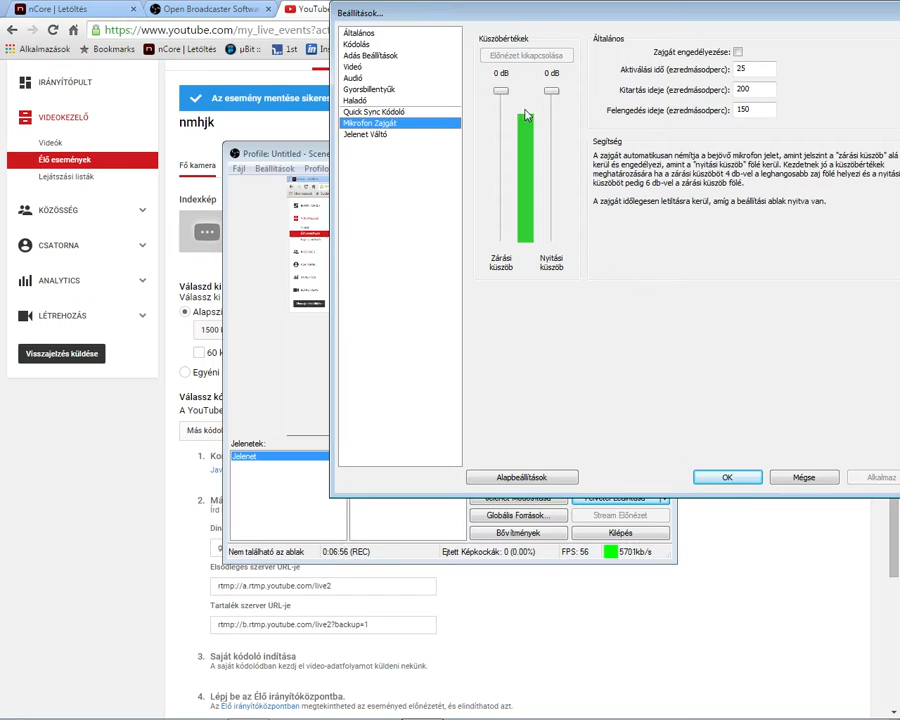 nCore | Letöltés
Open Broadcaster Softwa
YouTube
https://www.youtube.com/my_live_events?act
Alkalmazások
Bookmarks
nCore | Letöltés
µBit ::
1st
IRÁNYÍTÓPULT
VIDEOKEZELŐ
Videók
Élő események
Lejátszási listák
KÖZÖSSÉG
CSATORNA
ANALYTICS
LÉTREHOZÁS
Visszajelzés küldése
Az esemény mentése sikeres
nmhjk
Fő kamera
Indexkép
Válaszd ki
Válassz ki
Alapsz
1500 k
60 k
Egyéni
Válassz kó
A YouTube
Más kódol
1. Kor
Jav
2. Má
Írd
Din
g
Elsődleges szerver URL-je
rtmp://a.rtmp.youtube.com/live2
Tartalék szerver URL-je
rtmp://b.rtmp.youtube.com/live2?backup=1
3. Saját kódoló indítása
A saját kódolódban kezdj el video-adatfolyamot küldeni nekünk.
4. Lépj be az Élő irányítóközpontba.
Az Élő irányítóközpontban megtekintheted az eseményed előnézetét, és elindíthatod azt.
Profile: Untitled - Scene
Fájl
Beállítások
Profilo
Jelenetek:
Jelenet
Jelenet Módosítása
Felvétel Leállítása
Globális Források...
Stream Előnézet
Bővítmények
Kilépés
Nem található az ablak
0:06:56 (REC)
Ejtett Képkockák: 0 (0.00%)
FPS: 56
5701kb/s
Beállítások...
Általános
Kódolás
Adás Beállítások
Videó
Audió
Gyorsbillentyűk
Haladó
Quick Sync Kódoló
Mikrofon Zajgát
Jelenet Váltó
Küszöbértékek
Előnézet kikapcsolása
0 dB
0 dB
Zárási küszöb
Nyitási küszöb
Általános
Zajgát engedélyezése:
Aktiválási idő (ezredmásodperc):
25
Kitartás ideje (ezredmásodperc):
200
Felengedés ideje (ezredmásodperc):
150
Segítség
A zajgát automatikusan némítja a bejövő mikrofon jelet, amint jelszint a "zárási küszöb" alá
kerül és engedélyezi, amint a "nyitási küszöb" fölé kerül. Kezdetnek jó a küszöbértékek
meghatározására ha a zárási küszöböt 4 db-vel a leghangosabb zaj fölé helyezi és a nyitási
küszöböt pedig 6 db-vel a zárási küszöb fölé.
A zajgát időlegesen letiltásra kerül, amíg a beállítási ablak nyitva van.
Alapbeállítások
OK
Mégse
Alkalmaz